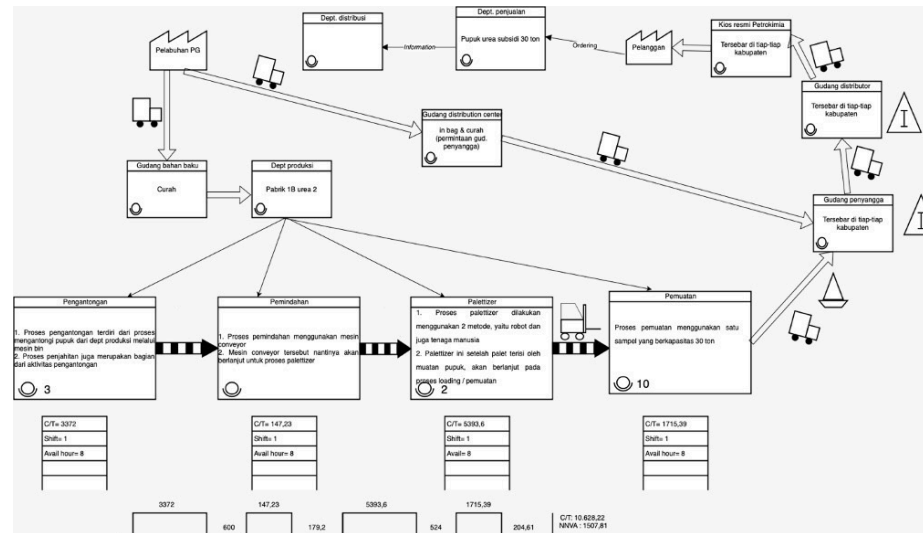 Pelabuhan PG
Dept. distribusi
Information
Dept. penjualan
Pupuk urea subsidi 30 ton
Ordering
Pelanggan
Kios resmi Petrokimia
Tersebar di tiap-tiap
kabupaten
Gudang distributor
Tersebar di tiap-tiap
kabupaten
I
Gudang distribution center
in bag & curah
(permintaan gud.
penyangga)
Gudang bahan baku
Curah
Dept produksi
Pabrik 1B urea 2
Gudang penyangga
Tersebar di tiap-tiap
kabupaten
I
Pengantongan
1. Proses pengantongan terdiri dari proses
mengantongi pupuk dari dept produksi melalui
mesin bin
2. Proses penjahitan juga merupakan bagian
dari aktivitas pengantongan
3
Pemindahan
1. Proses pemindahan menggunakan mesin
conveyor
2. Mesin conveyor tersebut nantinya akan
berlanjut untuk proses palettizer
Palettizer
1. Proses palettizer dilakukan
menggunakan 2 metode, yaitu robot dan
juga tenaga manusia
2. Palettizer ini setelah palet terisi oleh
muatan pupuk, akan berlanjut pada
proses loading / pemuatan
2
Pemuatan
Proses pemuatan menggunakan satu
sampel yang berkapasitas 30 ton
10
C/T= 3372
Shift= 1
Avail hour= 8
C/T= 147,23
Shift= 1
Avail hour= 8
C/T= 5393,6
Shift= 1
Avail= 8
C/T= 1715,39
Shift= 1
Avail hour= 8
3372
147,23
5393,6
1715,39
600
179,2
524
204,61
C/T: 10.628,22
NNVA : 1507,81